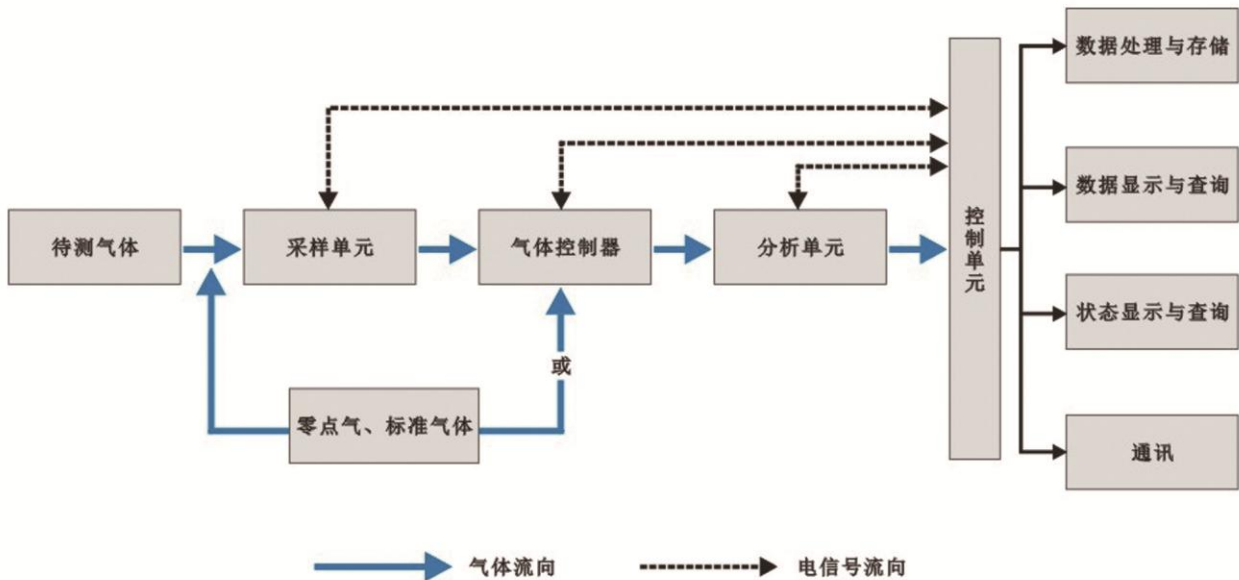 数据处理与存储
数据显示与查询
待测气体
采样单元
气体控制器
分析单元
控制单元
状态显示与查询
或
零点气、标准气体
通讯
气体流向
电信号流向